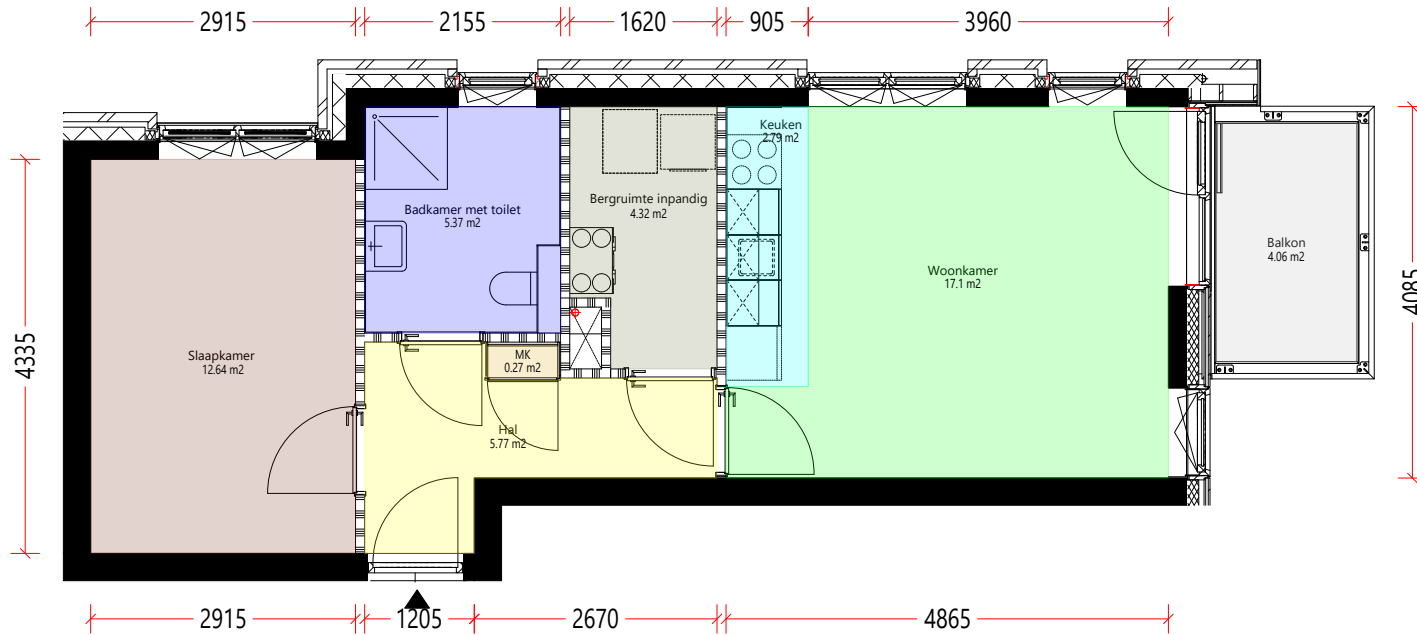 2915
2155
1620
905
3960
Keuken
2.79 m2
Badkamer met toilet
5.37 m2
Bergruimte inpandig
4.32 m2
Balkon
4.06 m2
Woonkamer
17.1 m2
4335
4085
Slaapkamer
12.64 m2
MK
0.27 m2
Hal
5.77 m2
2915
1205
2670
4865